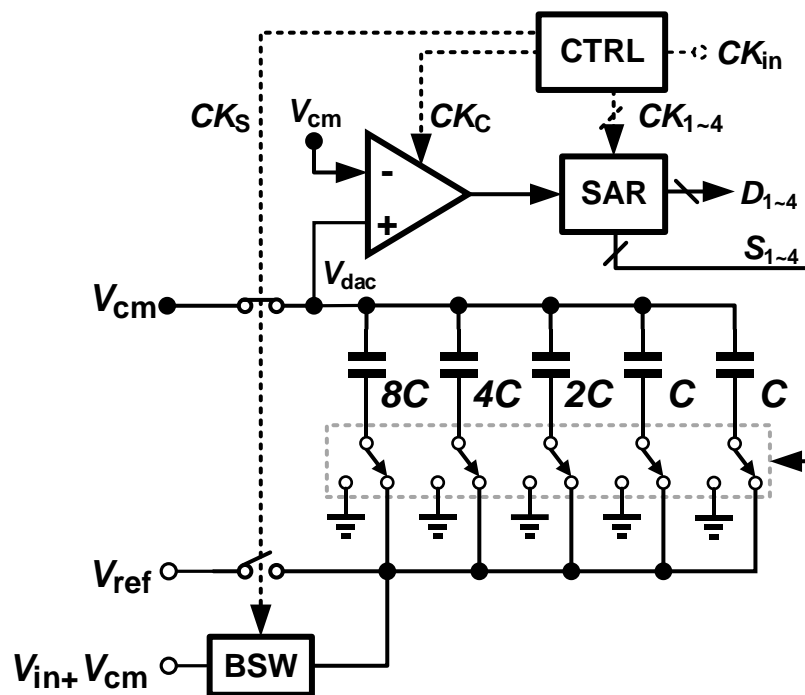 CTRL
CKin
Vcm
CKS
CKC
CK1~4
-
+
SAR
D1~4
S1~4
Vdac
Vcm
8C
4C
2C
C
C
Vref
Vin+ Vcm
BSW